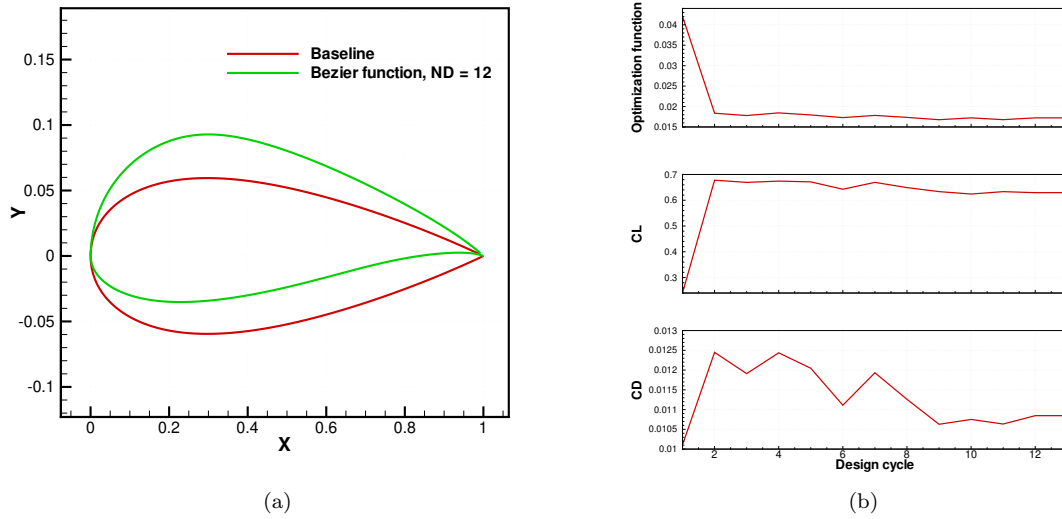 Baseline
Bezier function, ND = 12
0.15
0.1
0.05
0
-0.05
-0.1
Y
0 0.2 0.4 0.6 0.8 1
X
(a)
Optimization function
0.04
0.035
0.03
0.025
0.02
0.015
CL
0.7
0.6
0.5
0.4
0.3
CD
0.013
0.0125
0.012
0.0115
0.011
0.0105
0.01
2 4 6 8 10 12
Design cycle
(b)